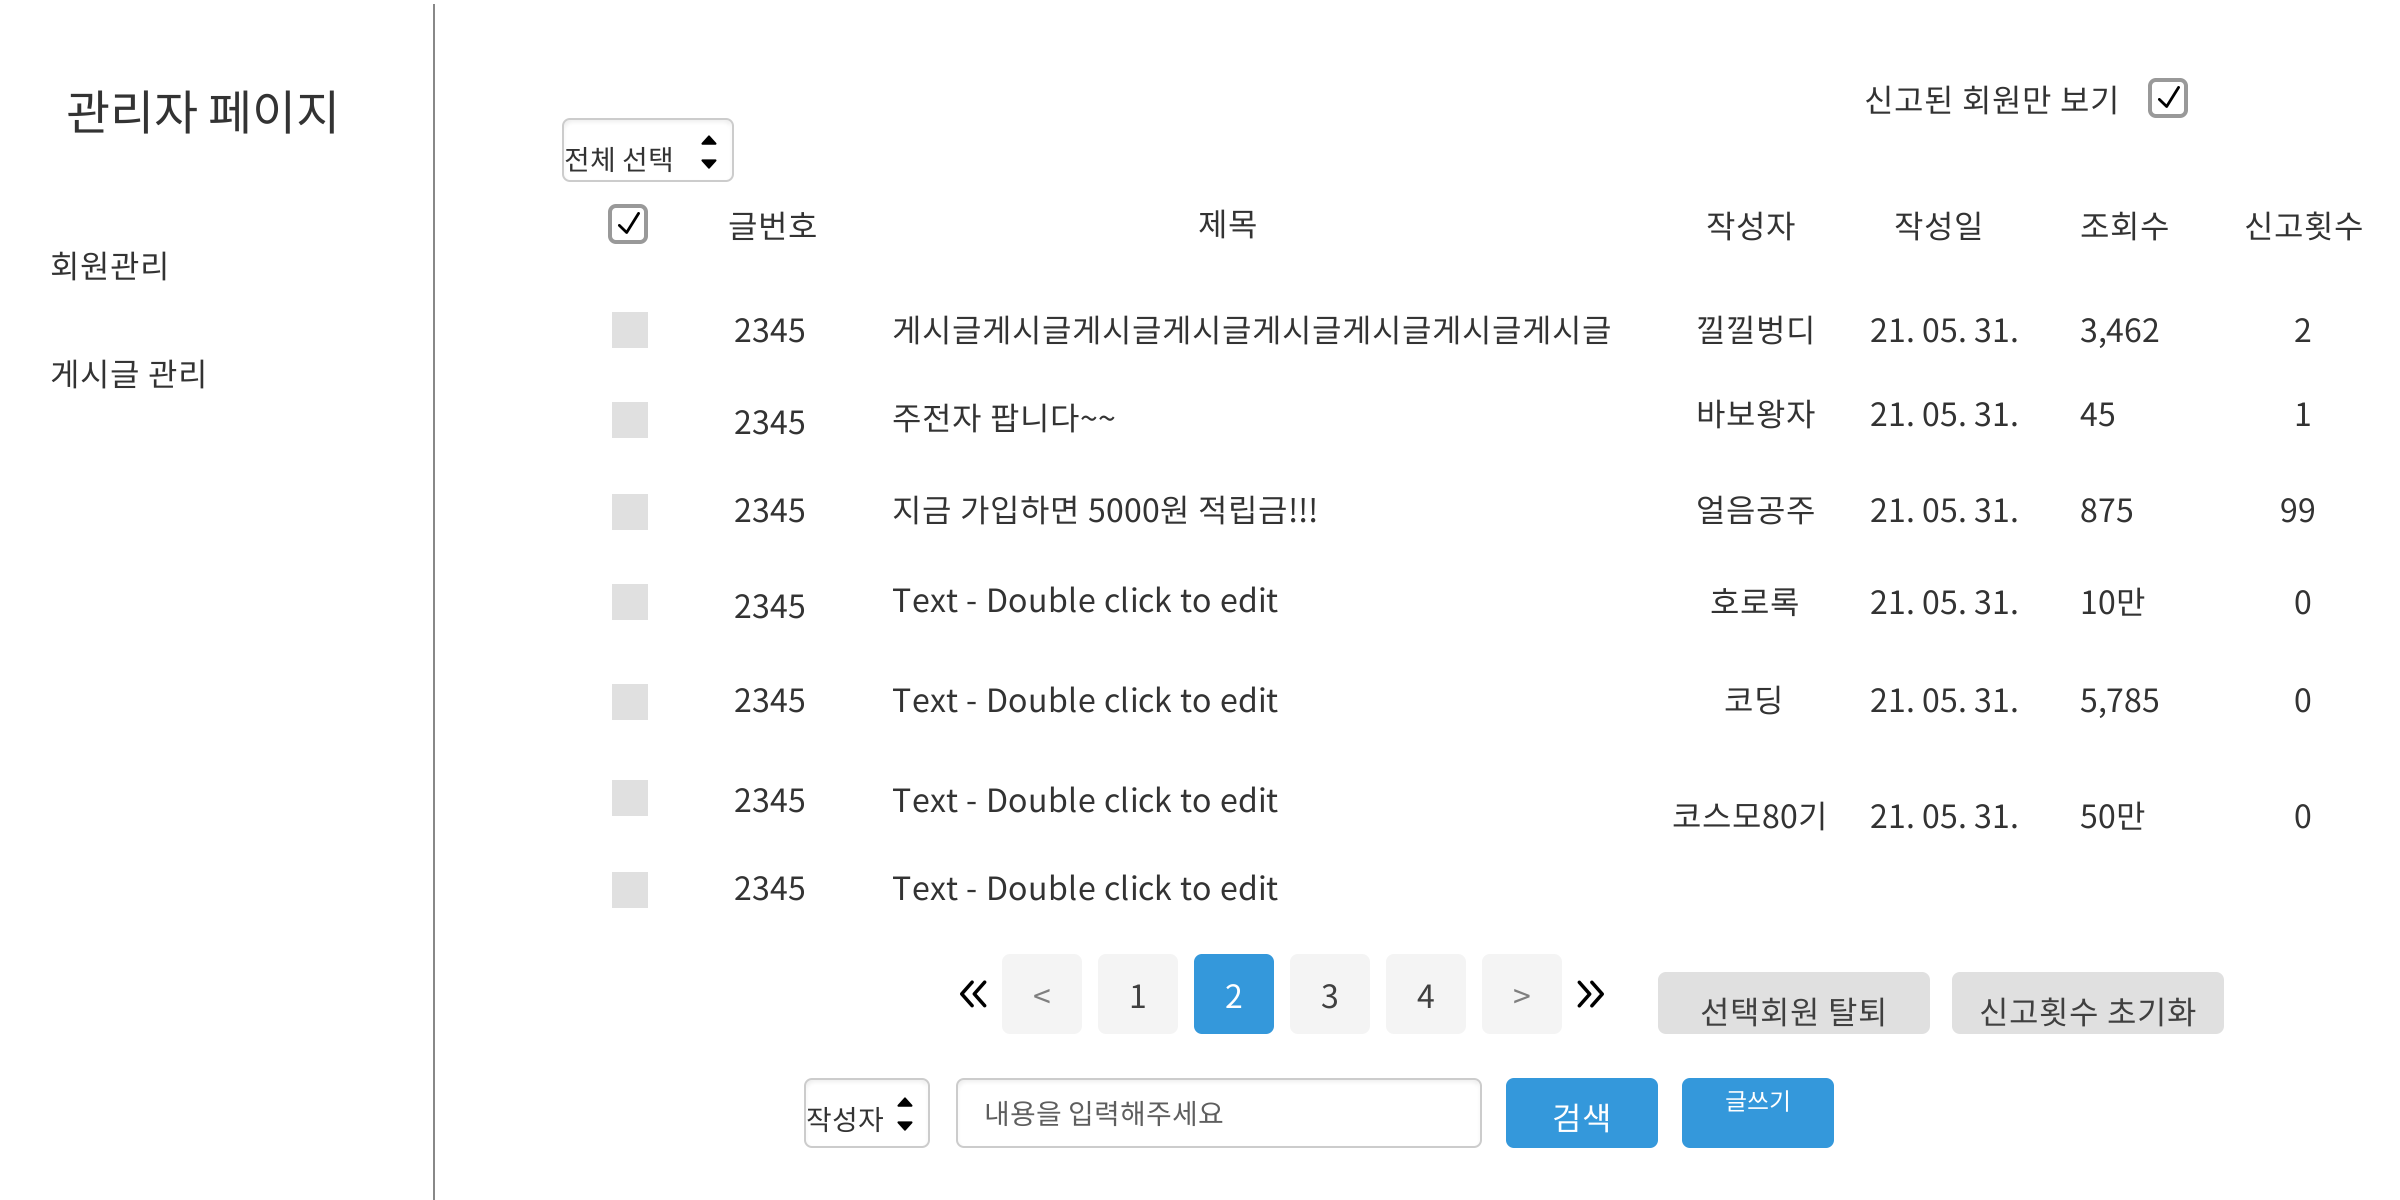 관리자 페이지
회원관리
게시글 관리
신고된 회원만 보기
전체 선택
글번호 제목 작성자 작성일 조회수 신고횟수
2345 게시글게시글게시글게시글게시글게시글게시글게시글 낄낄벙디 21. 05. 31. 3,462 2
2345 주전자 팝니다~~ 바보왕자 21. 05. 31. 45 1
2345 지금 가입하면 5000원 적립금!!! 얼음공주 21. 05. 31. 875 99
2345 Text - Double click to edit 호로록 21. 05. 31. 10만 0
2345 Text - Double click to edit 코딩 21. 05. 31. 5,785 0
2345 Text - Double click to edit 코스모80기 21. 05. 31. 50만 0
2345 Text - Double click to edit
« < 1 2 3 4 > » 선택회원 탈퇴 신고횟수 초기화
작성자 내용을 입력해주세요 검색 글쓰기